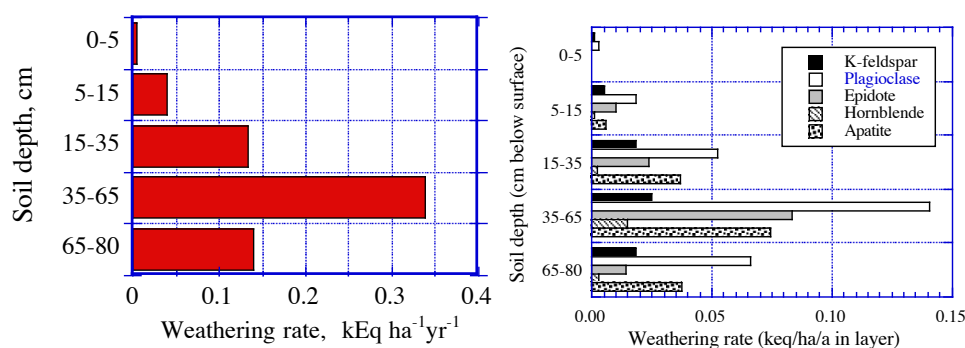 Soil depth, cm
0-5
5-15
15-35
35-65
65-80
0
0.1
0.2
0.3
0.4
Weathering rate, kEq ha⁻¹yr⁻¹
Soil depth (cm below surface)
0-5
5-15
15-35
35-65
65-80
K-feldspar
Plagioclase
Epidote
Hornblende
Apatite
0.00
0.05
0.10
0.15
Weathering rate (keq/ha/a in layer)